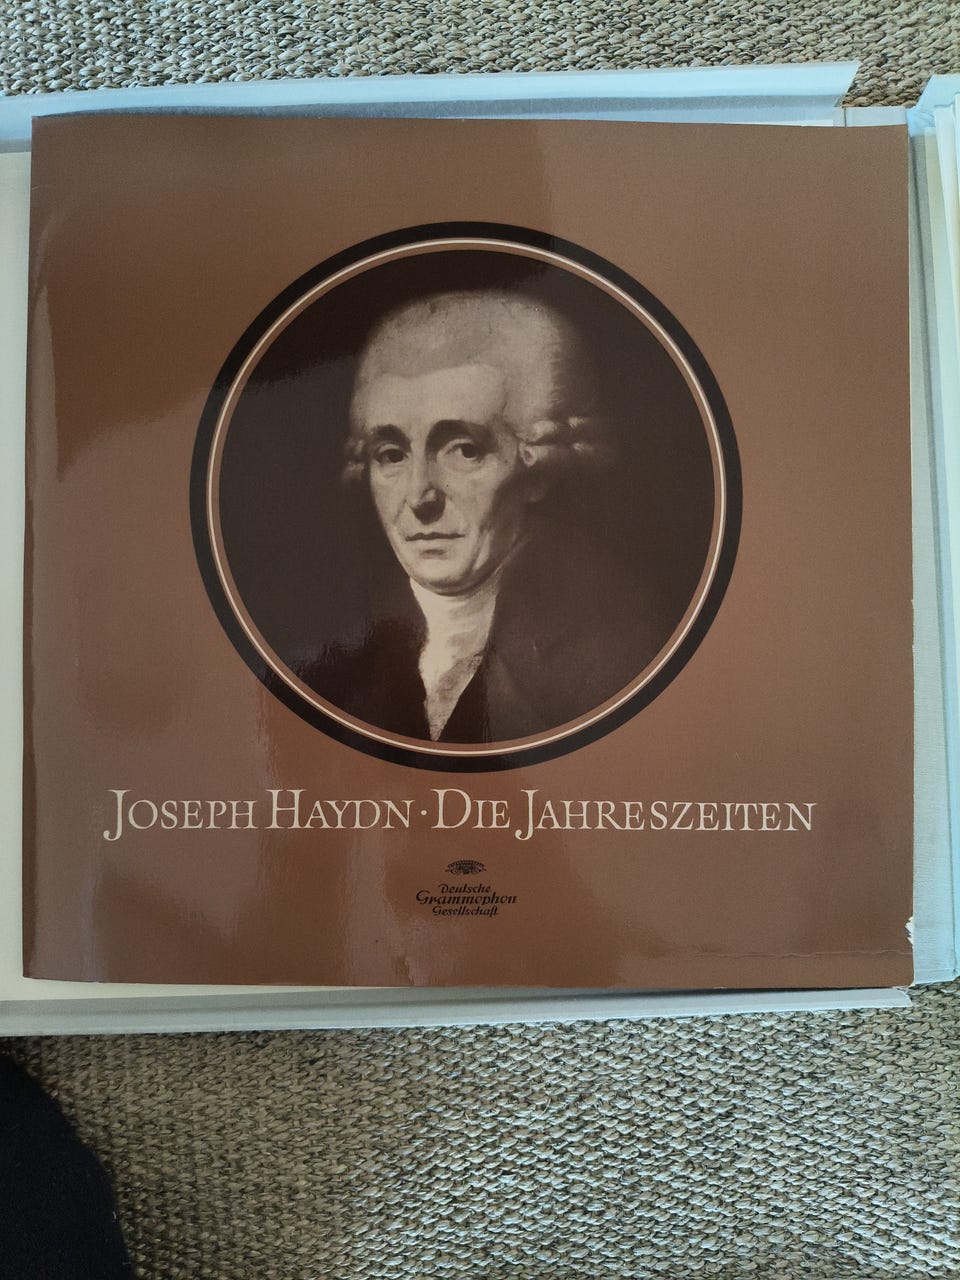 JOSEPH HAYDN · DIE JAHRESZEITEN
Deutsche
Grammophon
Gesellschaft